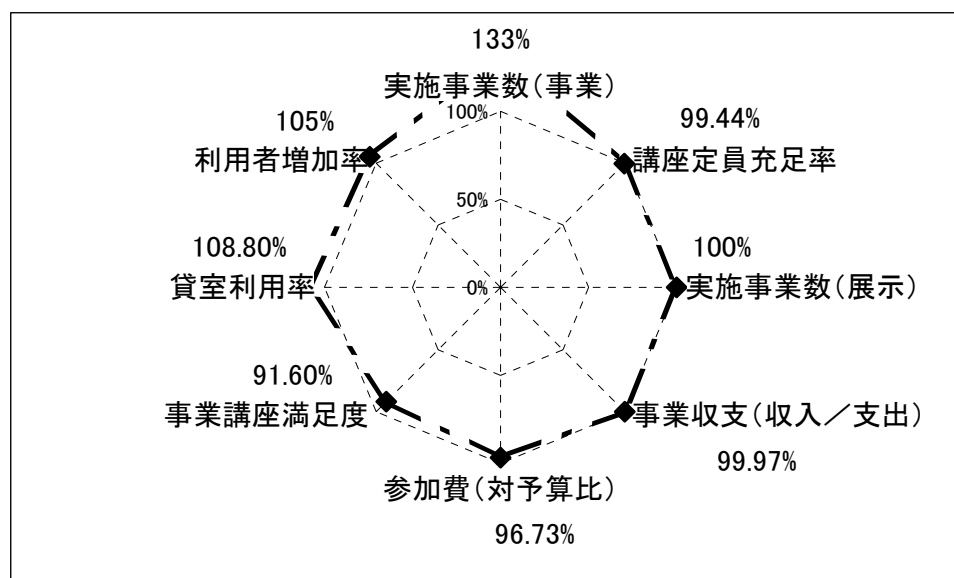 133%
実施事業数(事業)
100%
99.44%
講座定員充足率
105%
利用者増加率
50%
108.80%
貸室利用率
100%
実施事業数(展示)
0%
91.60%
事業講座満足度
事業収支(収入/支出)
99.97%
参加費(対予算比)
96.73%